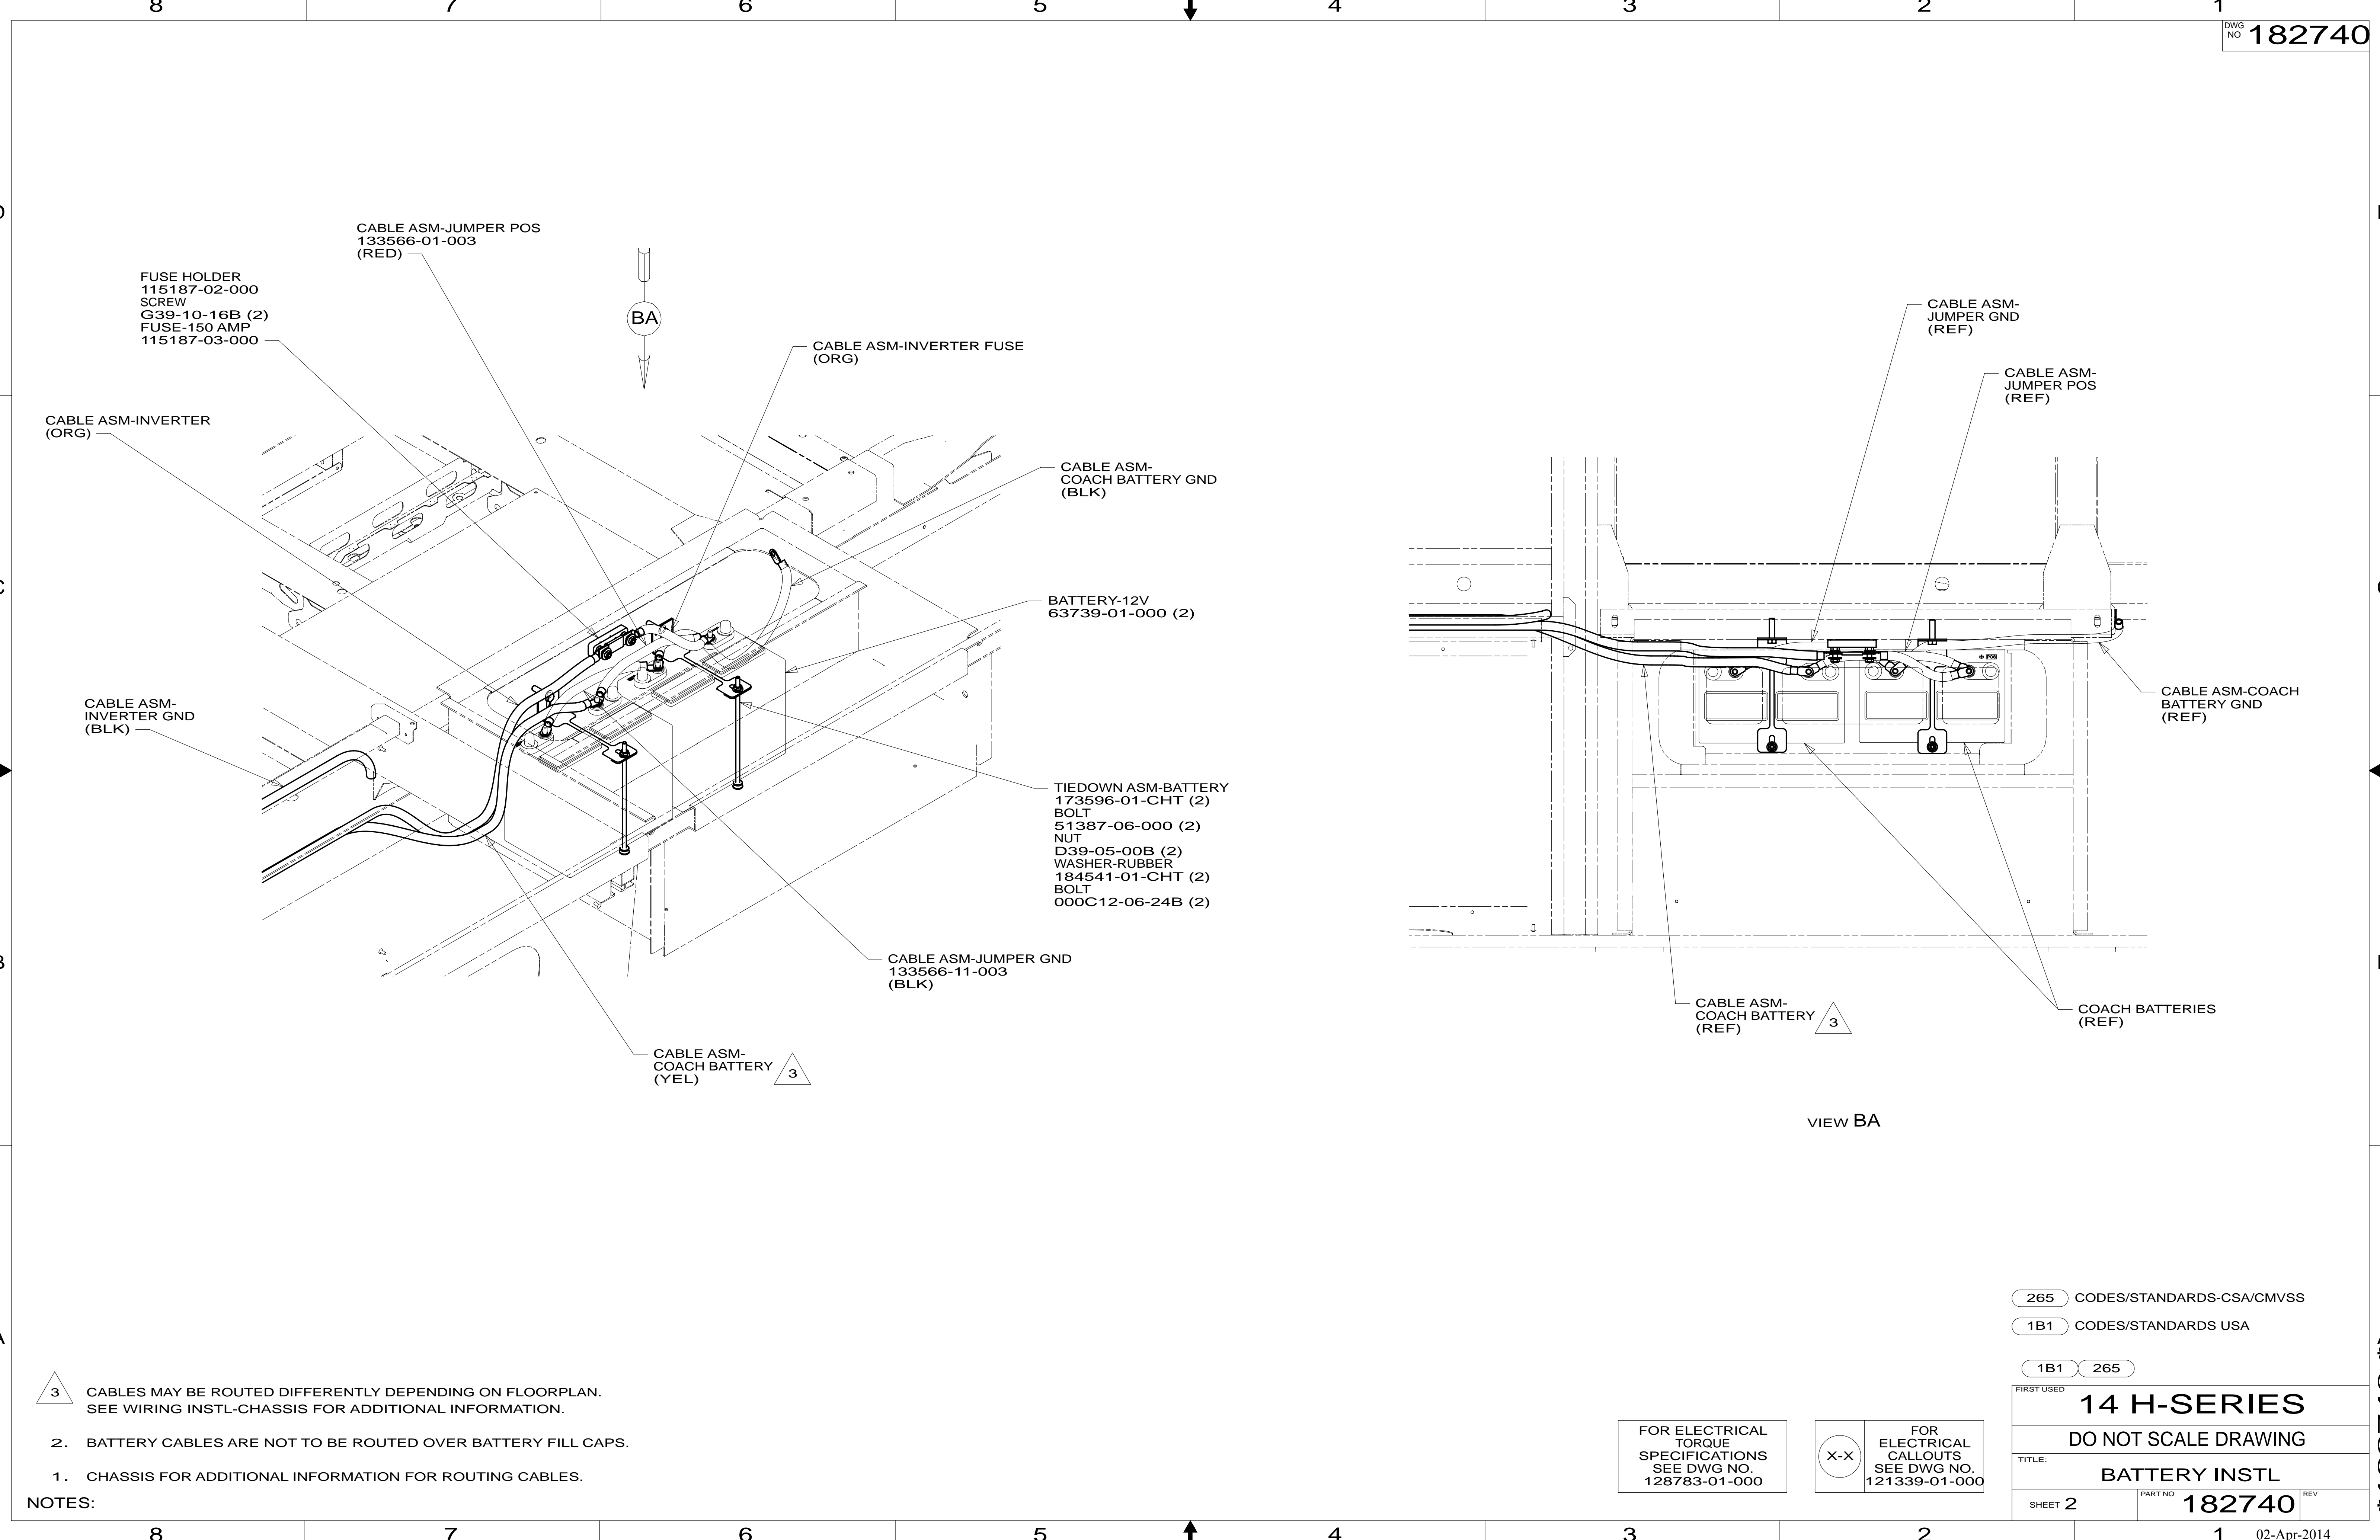 8 7 6 5 4 3 2 1
DWG NO 182740
CABLE ASM-JUMPER POS
133566-01-003
(RED)
FUSE HOLDER
115187-02-000
SCREW
G39-10-16B (2)
FUSE-150 AMP
115187-03-000
BA
CABLE ASM-INVERTER FUSE
(ORG)
CABLE ASM-INVERTER
(ORG)
CABLE ASM-
COACH BATTERY GND
(BLK)
BATTERY-12V
63739-01-000 (2)
CABLE ASM-
INVERTER GND
(BLK)
TIEDOWN ASM-BATTERY
173596-01-CHT (2)
BOLT
51387-06-000 (2)
NUT
D39-05-00B (2)
WASHER-RUBBER
184541-01-CHT (2)
BOLT
000C12-06-24B (2)
CABLE ASM-JUMPER GND
133566-11-003
(BLK)
CABLE ASM-
COACH BATTERY
(YEL)
3
CABLE ASM-
JUMPER GND
(REF)
CABLE ASM-
JUMPER POS
(REF)
POS
CABLE ASM-COACH
BATTERY GND
(REF)
CABLE ASM-
COACH BATTERY
(REF)
3
COACH BATTERIES
(REF)
VIEW BA
265 CODES/STANDARDS-CSA/CMVSS
1B1 CODES/STANDARDS USA
1B1 265
3 CABLES MAY BE ROUTED DIFFERENTLY DEPENDING ON FLOORPLAN.
SEE WIRING INSTL-CHASSIS FOR ADDITIONAL INFORMATION.
2. BATTERY CABLES ARE NOT TO BE ROUTED OVER BATTERY FILL CAPS.
1. CHASSIS FOR ADDITIONAL INFORMATION FOR ROUTING CABLES.
NOTES:
FOR ELECTRICAL
TORQUE
SPECIFICATIONS
SEE DWG NO.
128783-01-000
X-X
FOR
ELECTRICAL
CALLOUTS
SEE DWG NO.
121339-01-000
FIRST USED
14 H-SERIES
DO NOT SCALE DRAWING
TITLE:
BATTERY INSTL
SHEET 2
PART NO 182740
REV
8 7 6 5 4 3 2 1
02-Apr-2014